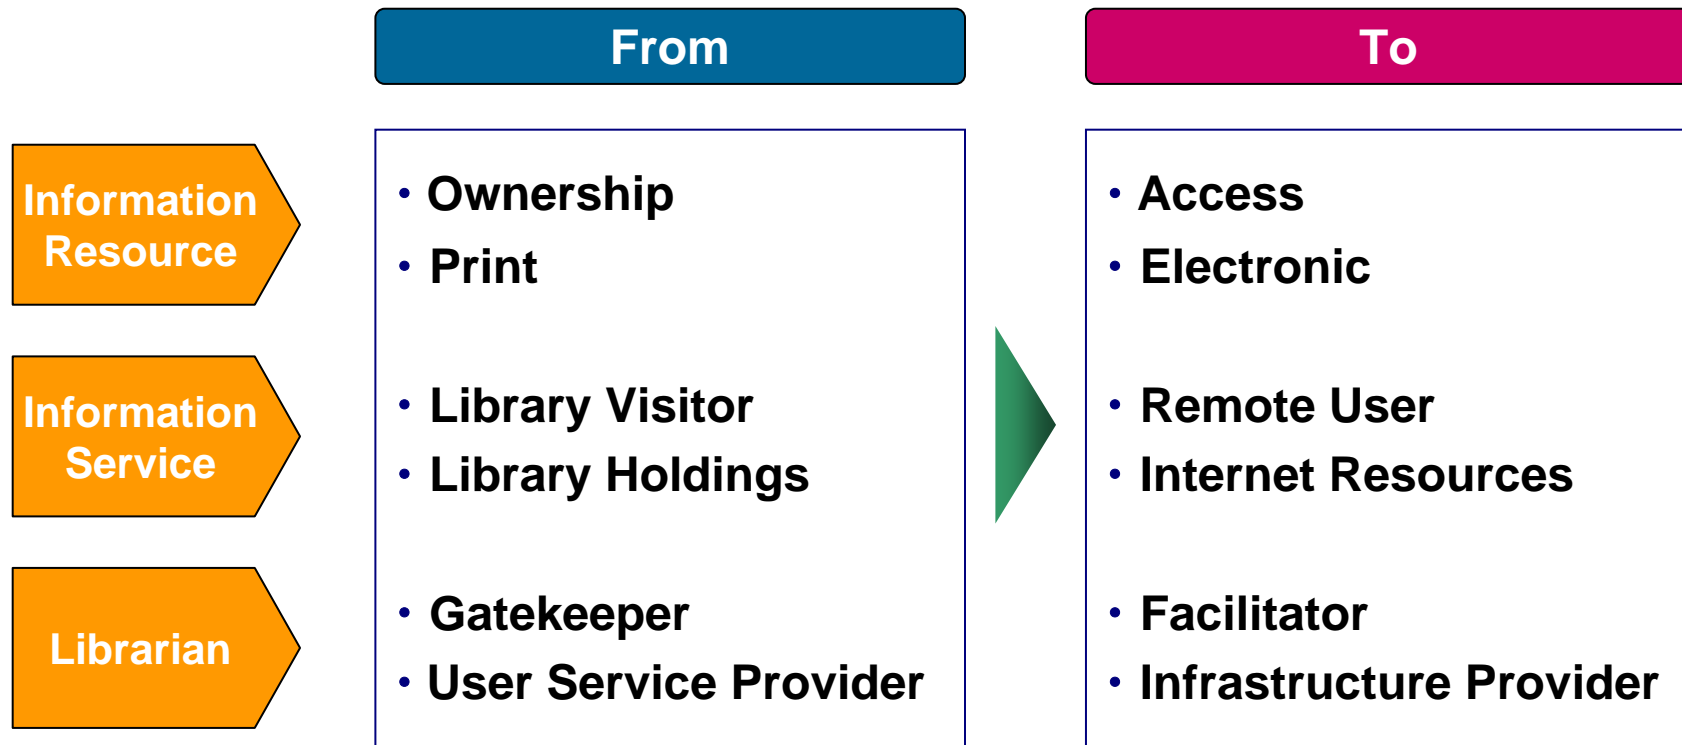 From
To
Information
Resource
• Ownership
• Print
• Access
• Electronic
Information
Service
• Library Visitor
• Library Holdings
• Remote User
• Internet Resources
Librarian
• Gatekeeper
• User Service Provider
• Facilitator
• Infrastructure Provider